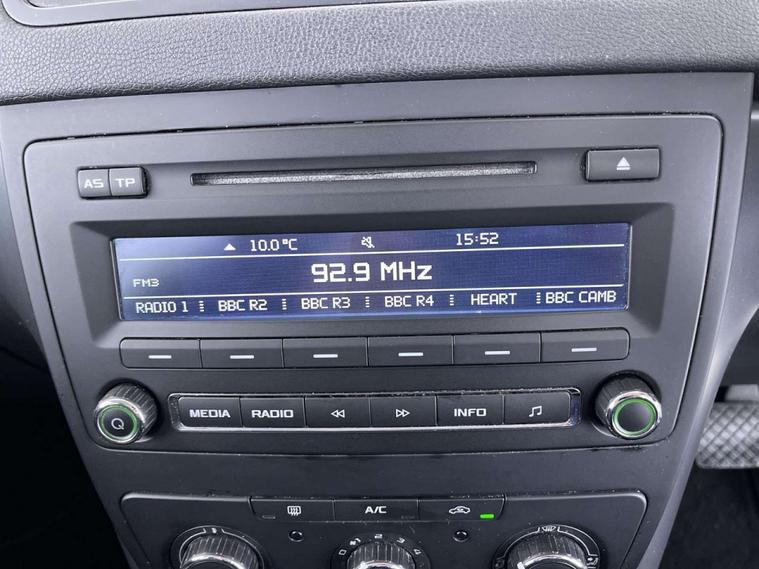 AS TP
10.0 °C 15:52
92.9 MHz
FM3
RADIO 1 BBC R2 BBC R3 BBC R4 HEART BBC CAMB
MEDIA RADIO INFO
Q
A/C
0